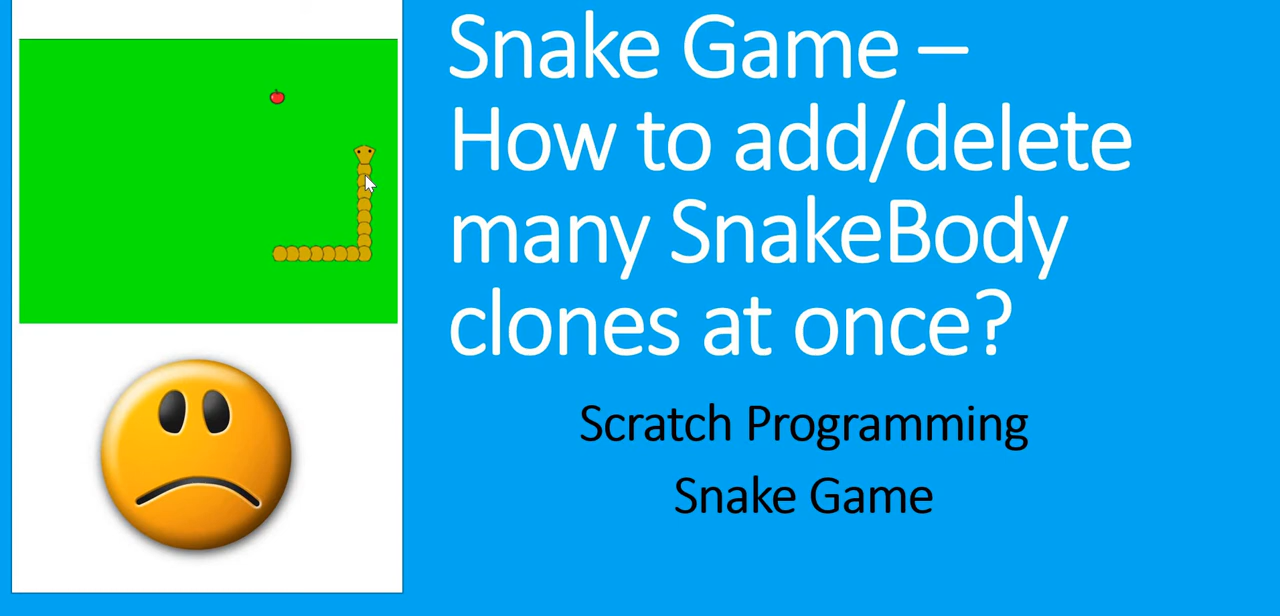 Snake Game –
How to add/delete
many SnakeBody
clones at once?
Scratch Programming
Snake Game